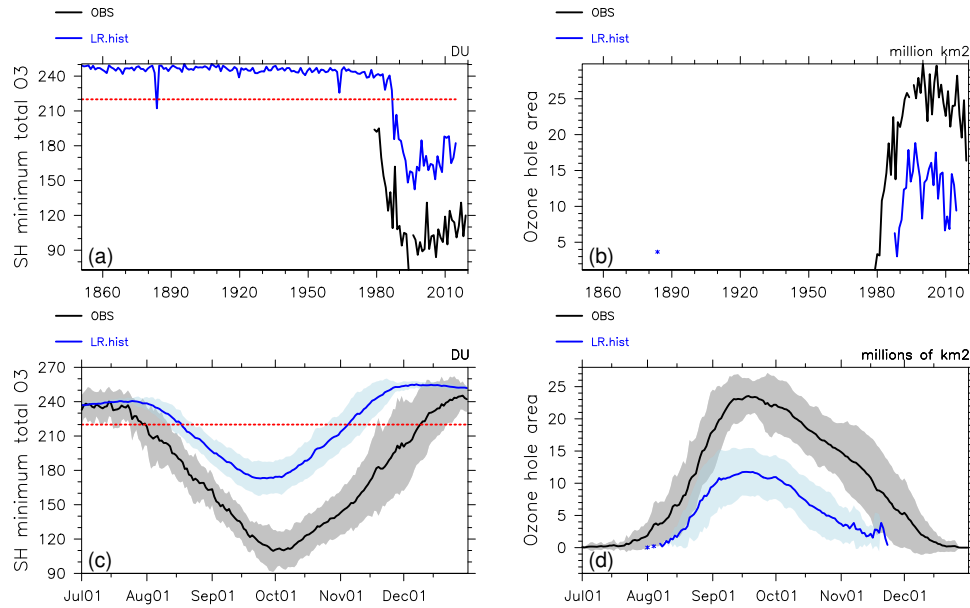 OBS
LR.hist
DU
SH minimum total O3
250
210
180
150
120
90
(a)
1860 1890 1920 1950 1980 2010
OBS
LR.hist
million km2
Ozone hole area
25
20
15
10
5
(b)
1860 1890 1920 1950 1980 2010
OBS
LR.hist
DU
SH minimum total O3
270
240
210
180
150
120
90
(c)
Jul01 Aug01 Sep01 Oct01 Nov01 Dec01
OBS
LR.hist
millions of km2
Ozone hole area
25
20
15
10
5
0
(d)
Jul01 Aug01 Sep01 Oct01 Nov01 Dec01